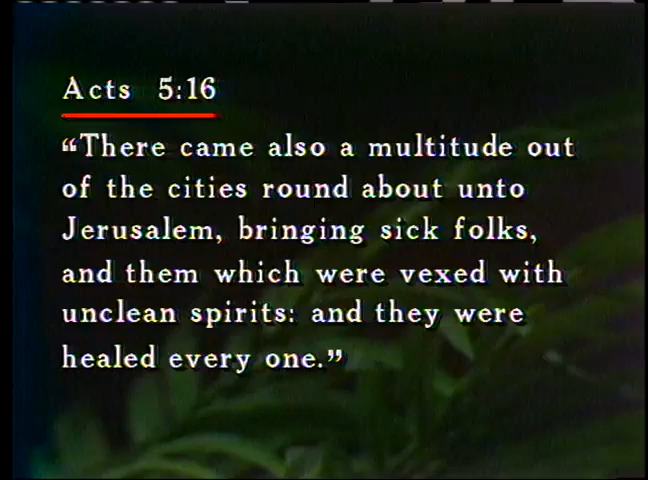 Acts 5:16
“There came also a multitude out
of the cities round about unto
Jerusalem, bringing sick folks,
and them which were vexed with
unclean spirits: and they were
healed every one.”